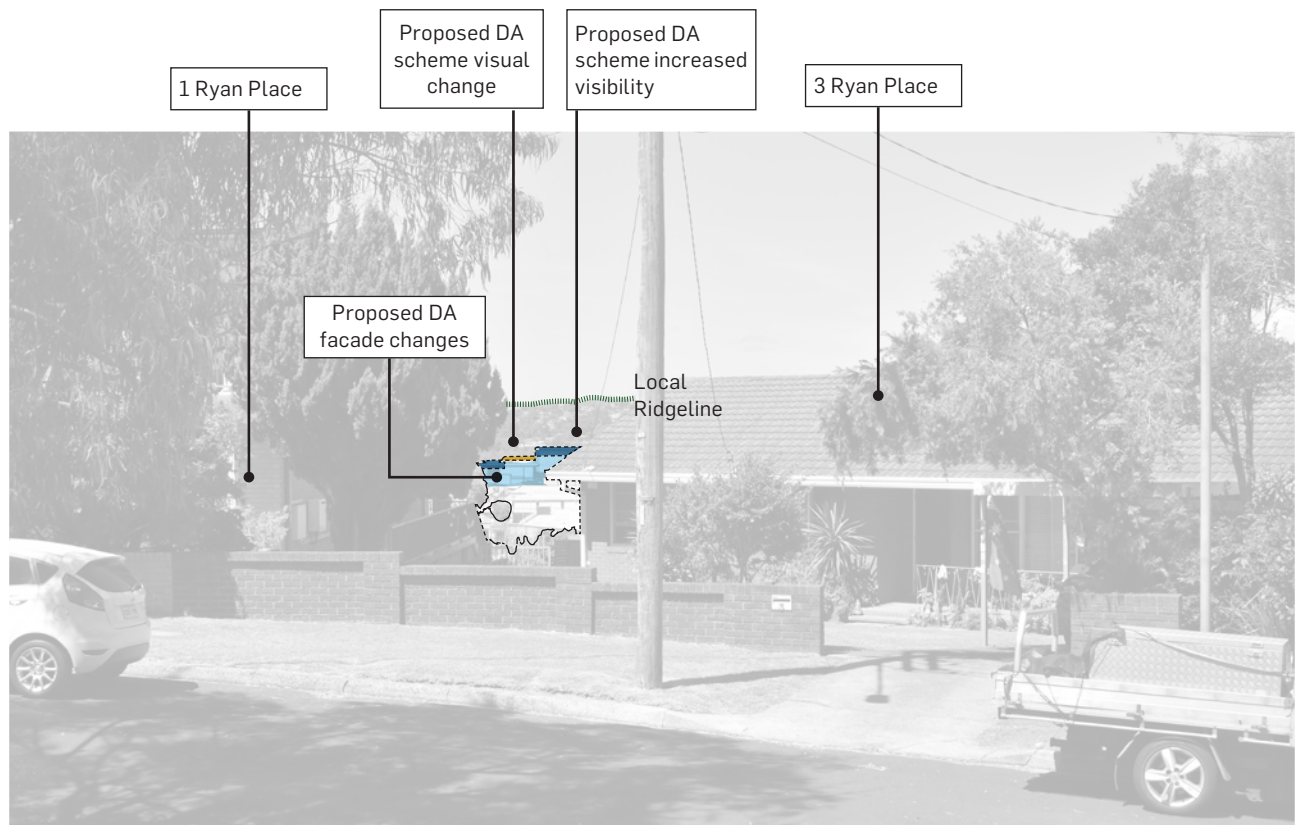 Proposed DA
scheme visual
change
Proposed DA
scheme increased
visibility
1 Ryan Place
3 Ryan Place
Proposed DA
facade changes
Local
Ridgeline